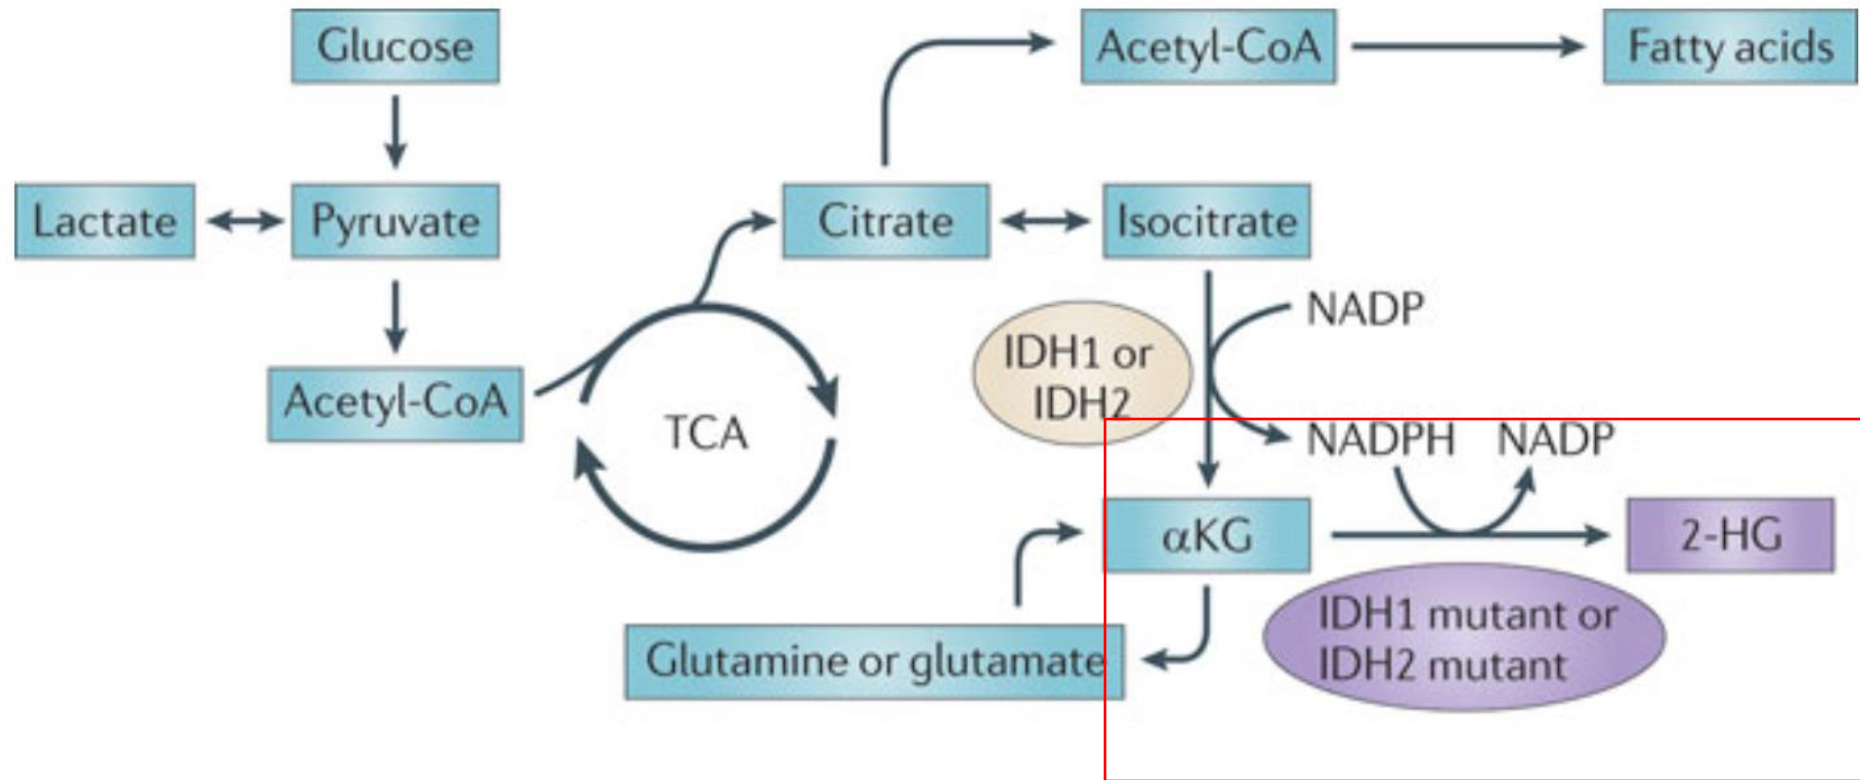 Glucose
Acetyl-CoA
Fatty acids
Lactate
Pyruvate
Citrate
Isocitrate
NADP
IDH1 or
IDH2
Acetyl-CoA
TCA
NADPH
NADP
αKG
2-HG
IDH1 mutant or
IDH2 mutant
Glutamine or glutamate